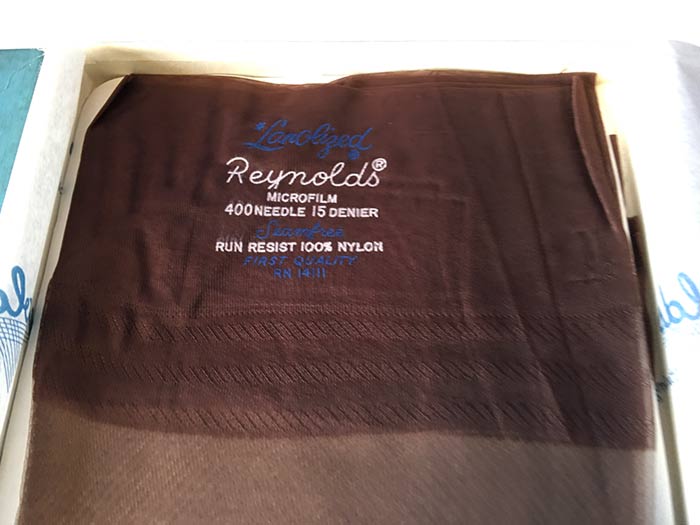 Lanolized
Reynolds®
MICROFILM
400 NEEDLE 15 DENIER
Seamfree
RUN RESIST 100% NYLON
FIRST QUALITY
RN 14111